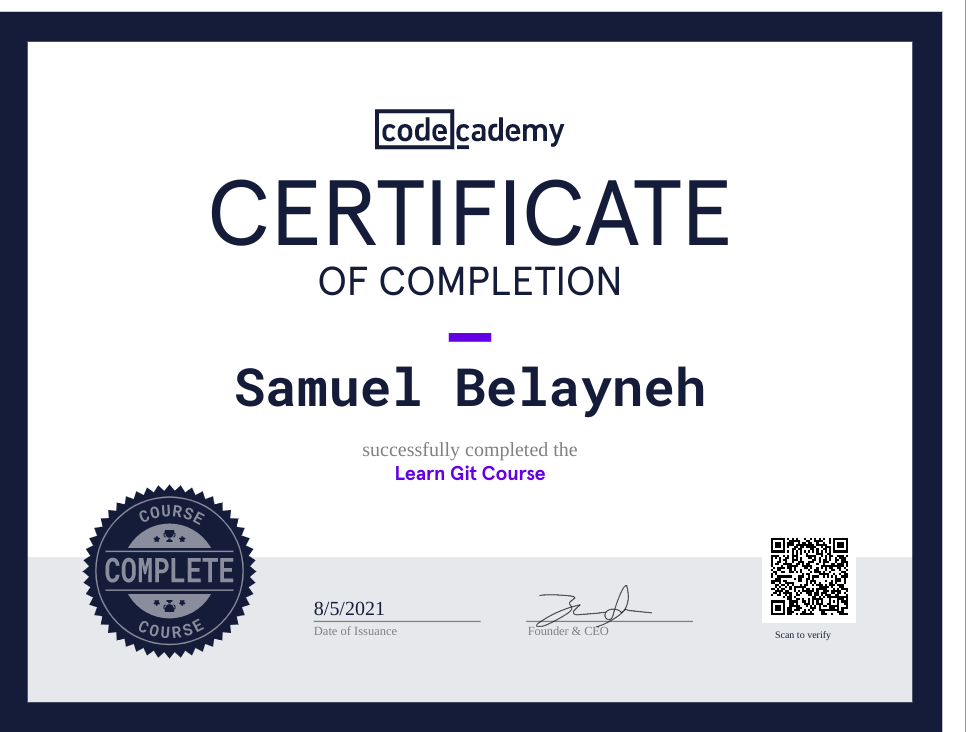 codecademy
CERTIFICATE
OF COMPLETION
Samuel Belayneh
successfully completed the
Learn Git Course
COURSE
COMPLETE
COURSE
8/5/2021
Date of Issuance
Founder & CEO
Scan to verify